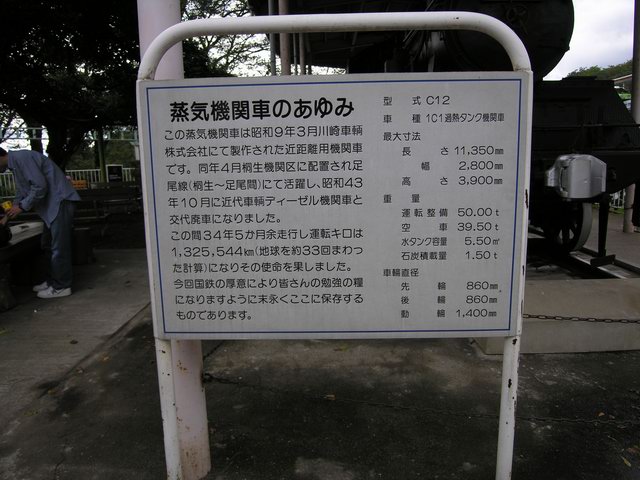 蒸気機関車のあゆみ
この蒸気機関車は昭和9年3月川崎車輌
株式会社にて製作された近距離用機関車
です。同年4月桐生機関区に配置され足
尾線(桐生〜足尾間)にて活躍し、昭和43
年10月に近代車輌ディーゼル機関車と
交代廃車になりました。
この間34年5か月余走行し運転キロは
1,325,544km(地球を約33回まわっ
た計算)になりその使命を果しました。
今回国鉄の厚意により皆さんの勉強の糧
になりますように末永くここに保存する
ものであります。
型 式 C12
車 種 1C1過熱タンク機関車
最大寸法
長 さ 11,350㎜
幅 2,800㎜
高 さ 3,900㎜
重 量
運転整備 50.00t
空 車 39.50t
水タンク容量 5.50㎥
石炭積載量 1.50t
車輪直径
先 輪 860㎜
後 輪 860㎜
動 輪 1,400㎜